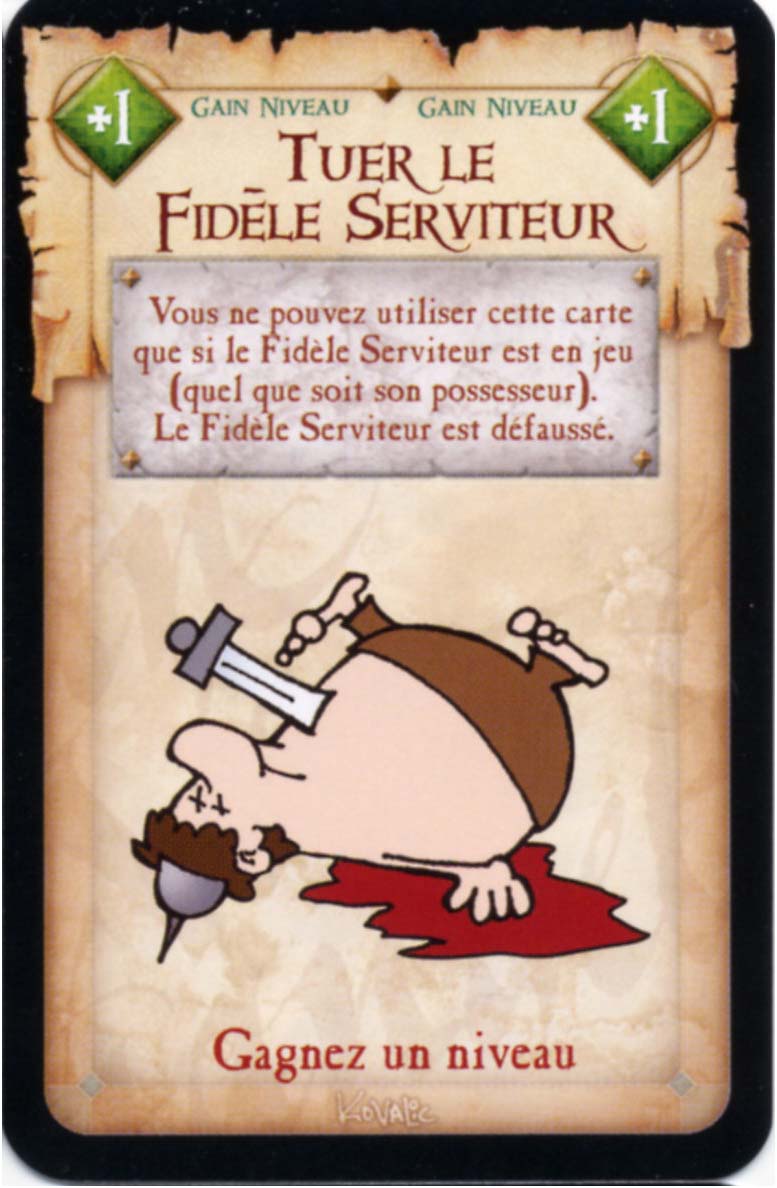 +1 GAIN NIVEAU GAIN NIVEAU +1
TUER LE
FIDÈLE SERVITEUR
Vous ne pouvez utiliser cette carte
que si le Fidèle Serviteur est en jeu
(quel que soit son possesseur).
Le Fidèle Serviteur est défaussé.
Gagnez un niveau
KOVALIC